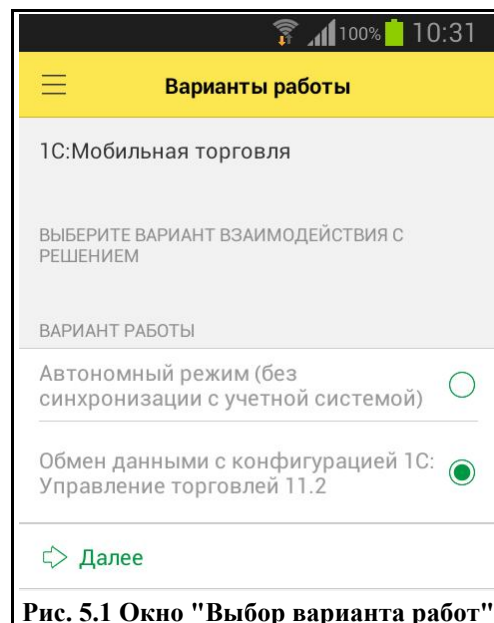 100% 10:31
Варианты работы
1С:Мобильная торговля
ВЫБЕРИТЕ ВАРИАНТ ВЗАИМОДЕЙСТВИЯ С
РЕШЕНИЕМ
ВАРИАНТ РАБОТЫ
Автономный режим (без
синхронизации с учетной системой)
Обмен данными с конфигурацией 1С:
Управление торговлей 11.2
Далее
Рис. 5.1 Окно "Выбор варианта работ"